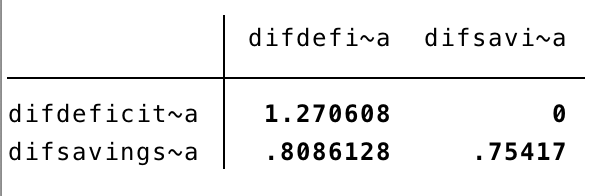 difdefi~a difsavi~a
difdeficit~a 1.270608 0
difsavings~a .8086128 .75417